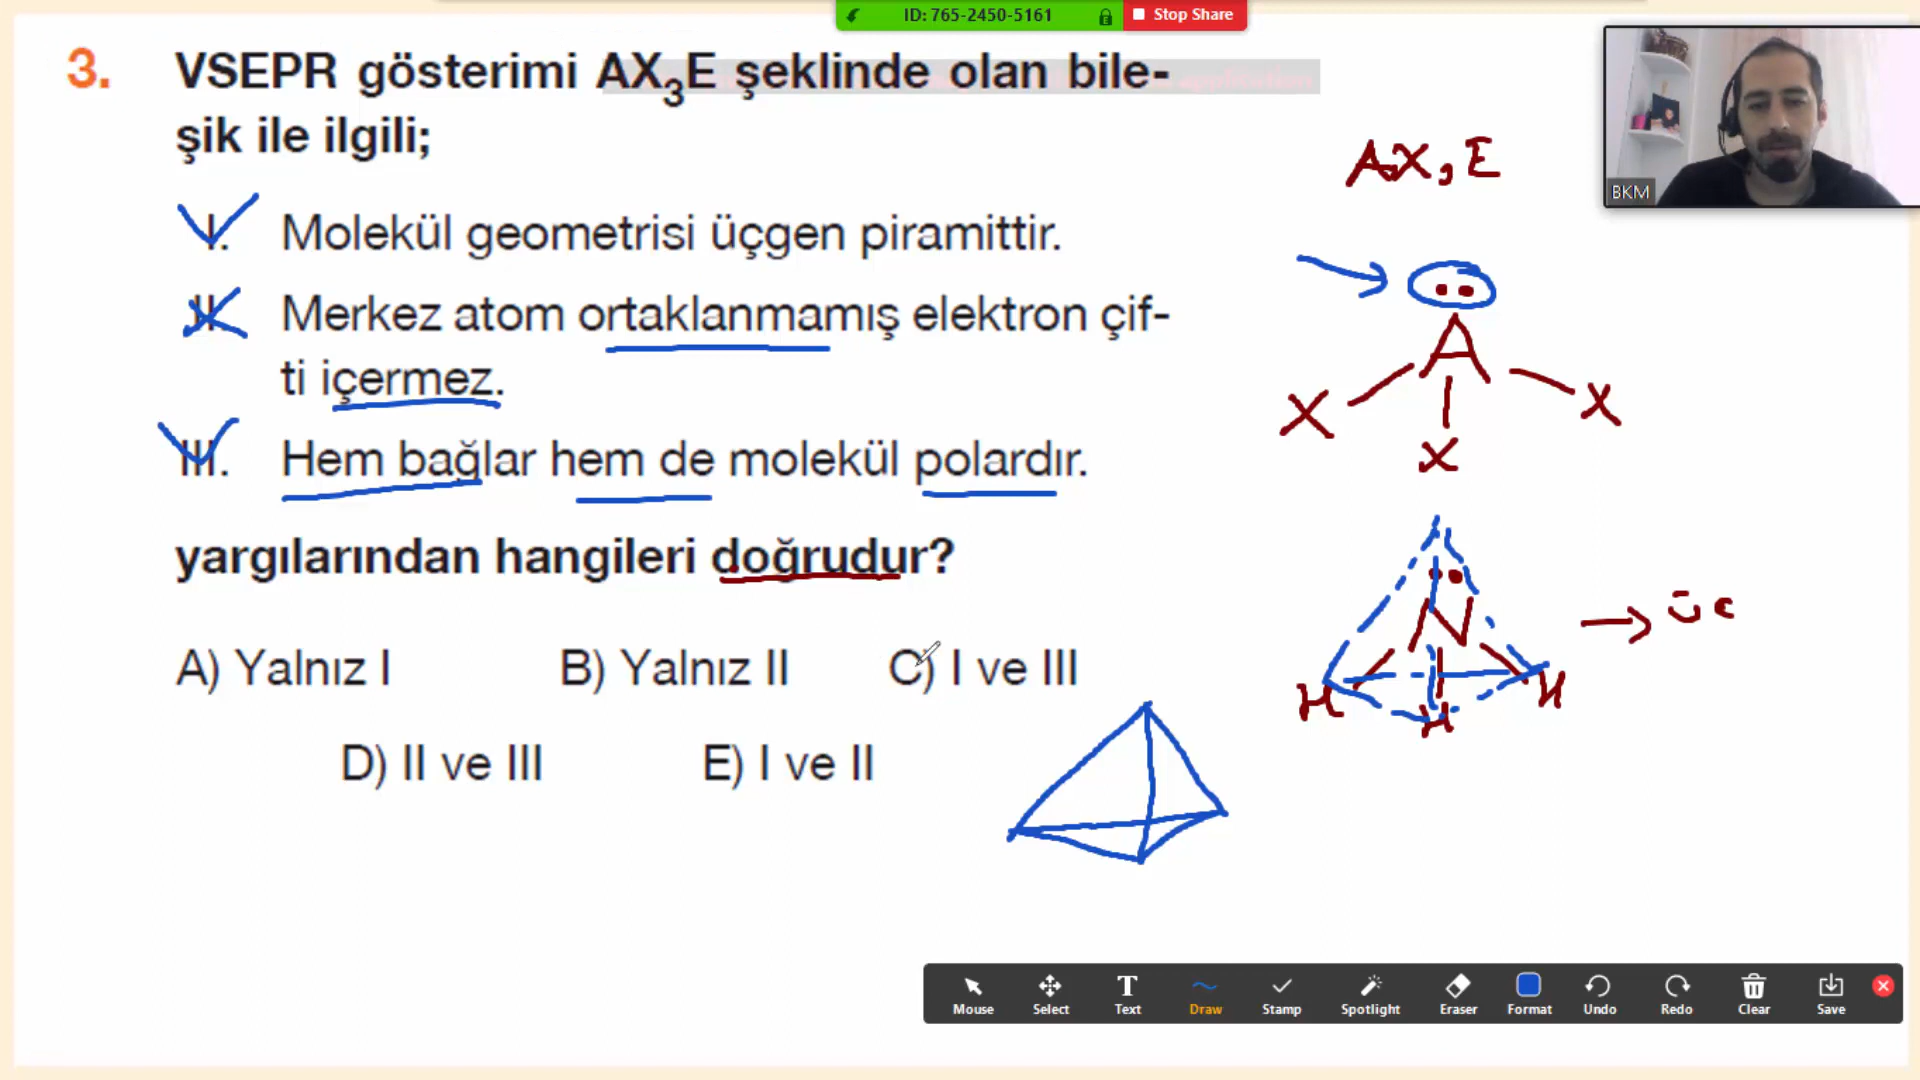 ID: 765-2450-5161
Stop Share
3. VSEPR gösterimi AX₃E şeklinde olan bile-
şik ile ilgili;
I. Molekül geometrisi üçgen piramittir.
II. Merkez atom ortaklanmamış elektron çif-
ti içermez.
III. Hem bağlar hem de molekül polardır.
yargılarından hangileri doğrudur?
A) Yalnız I B) Yalnız II C) I ve III
D) II ve III E) I ve II
AX₃E
A
X X
X
N
H H H
üç
BKM
Mouse Select Text Draw Stamp Spotlight Eraser Format Undo Redo Clear Save